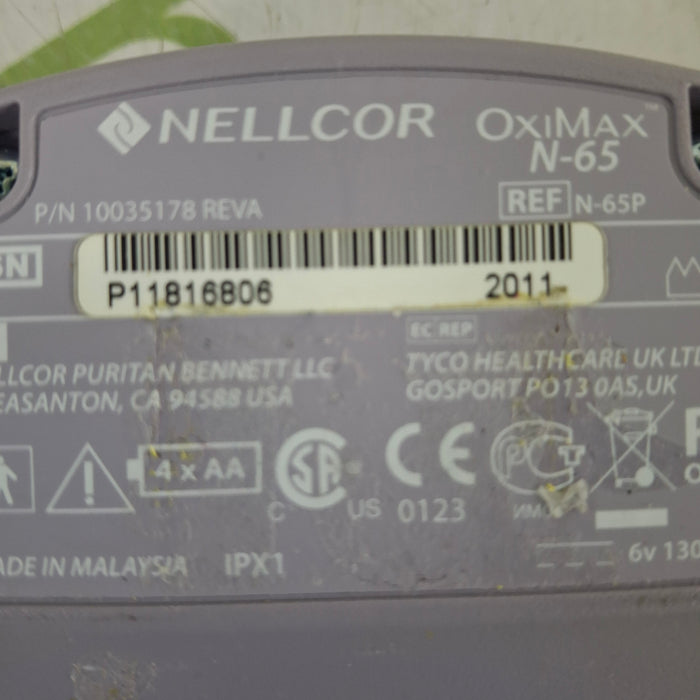 NELLCOR OXIMAX™
N-65
P/N 10035178 REVA REF N-65P
SN P11816806 2011-
EC REP
LLCOR PURITAN BENNETT LLC TYCO HEALTHCARE UK LTD
EASANTON, CA 94588 USA GOSPORT PO13 0AS,UK
4 x AA
C US 0123
ADE IN MALAYSIA IPX1 6v 130